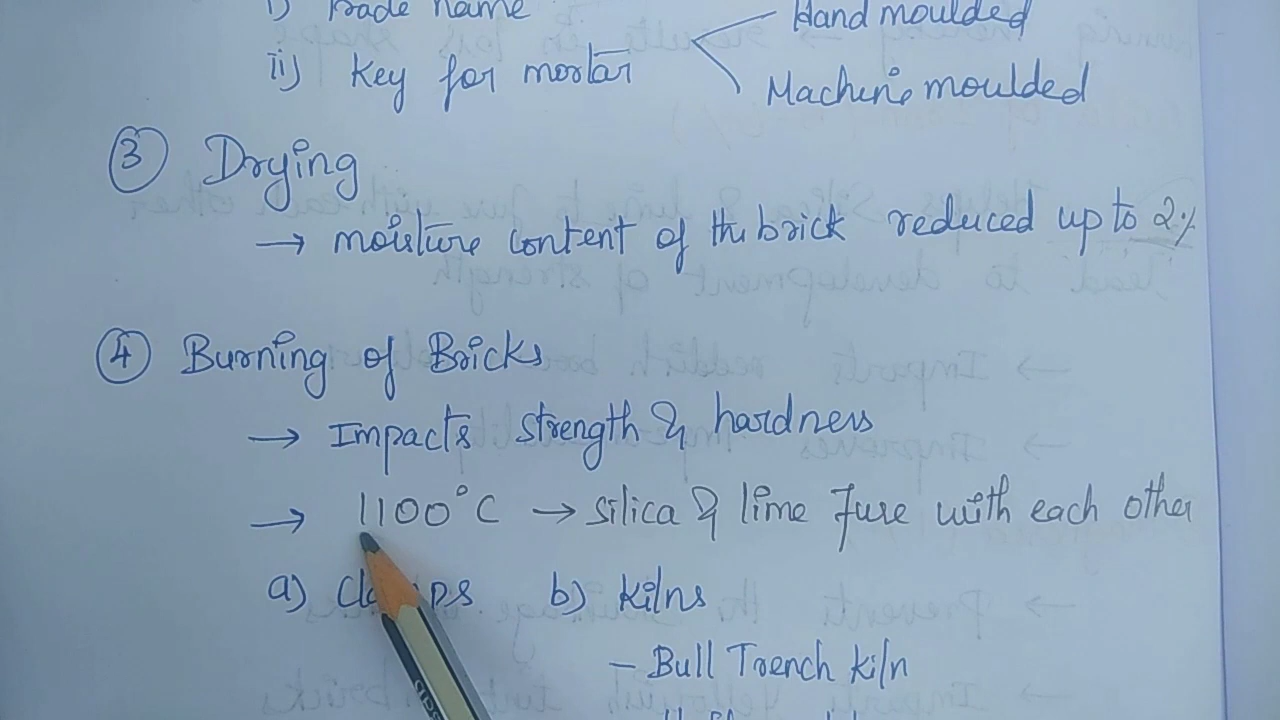 i) Trade name
Hand moulded
ii) Key for mortar
Machine moulded
③ Drying
→ moisture content of the brick reduced up to 2%
④ Burning of Bricks
→ Impacts strength & hardness
→ 1100°C → silica & lime fuse with each other
a) b) Kilns
- Bull Trench kiln